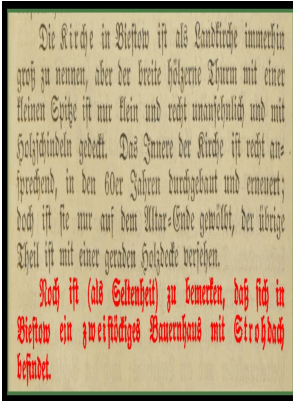 Die Kirche in Biestow ist als Landkirche immerhin
groß zu nennen, aber der breite hölzerne Thurm mit einer
kleinen Spitze ist nur klein und recht unansehnlich und mit
Holzschindeln gedeckt. Das Innere der Kirche ist recht an-
sprechend, in den 60er Jahren durchgebaut und erneuert;
doch ist sie nur auf dem Altar-Ende gewölbt, der übrige
Theil ist mit einer geraden Holzdecke versehen.
Noch ist (als Seltenheit) zu bemerken, daß sich in
Biestow ein zweistöckiges Bauernhaus mit Strohdach
befindet.